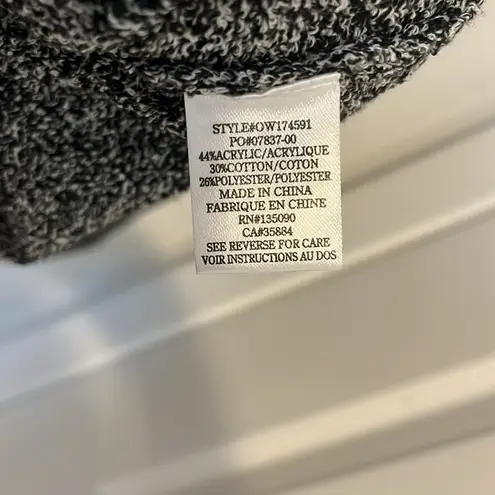 STYLE#OW174591
PO#07837-00
44%ACRYLIC/ACRYLIQUE
30%COTTON/COTON
26%POLYESTER/POLYESTER
MADE IN CHINA
FABRIQUE EN CHINE
RN#135090
CA#35884
SEE REVERSE FOR CARE
VOIR INSTRUCTIONS AU DOS